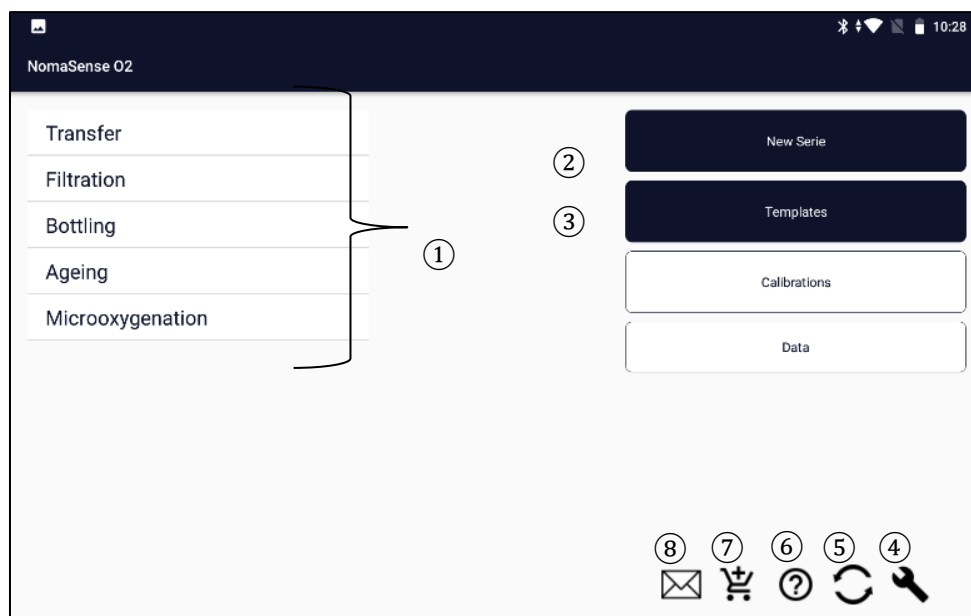 10:28
NomaSense O2
Transfer
Filtration
Bottling
Ageing
Microoxygenation
①
②
③
New Serie
Templates
Calibrations
Data
⑧ ⑦ ⑥ ⑤ ④